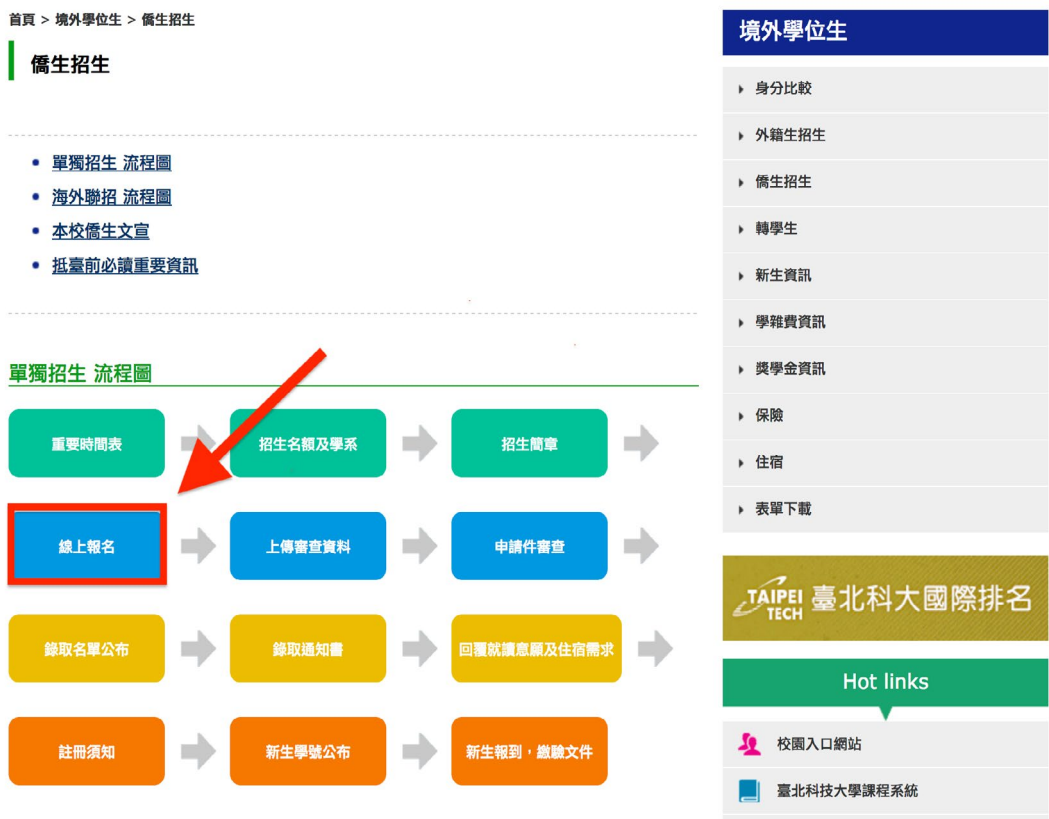 首頁 > 境外學位生 > 僑生招生
僑生招生
單獨招生 流程圖
海外聯招 流程圖
本校僑生文宣
抵臺前必讀重要資訊
單獨招生 流程圖
重要時間表
招生名額及學系
招生簡章
線上報名
上傳審查資料
申請件審查
錄取名單公布
錄取通知書
回覆就讀意願及住宿需求
註冊須知
新生學號公布
新生報到，繳驗文件
境外學位生
身分比較
外籍生招生
僑生招生
轉學生
新生資訊
學雜費資訊
獎學金資訊
保險
住宿
表單下載
TAIPEI TECH 臺北科大國際排名
Hot links
校園入口網站
臺北科技大學課程系統